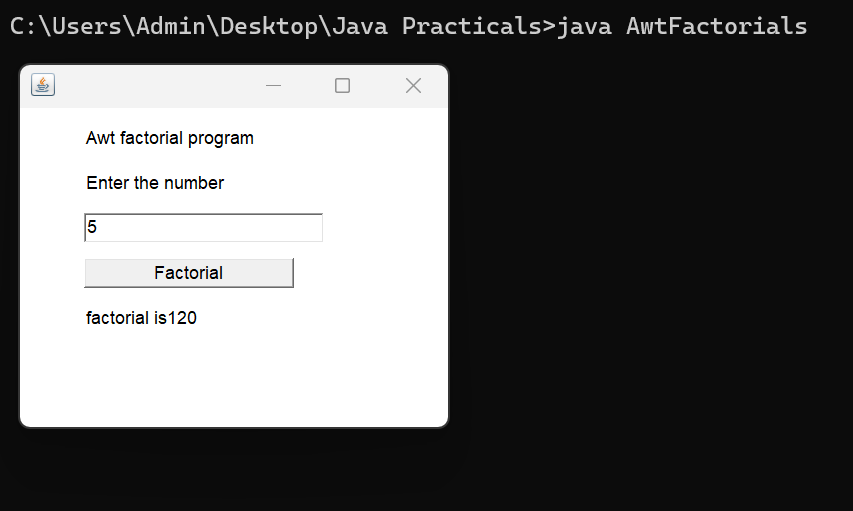 C:\Users\Admin\Desktop\Java Practicals>java AwtFactorials
Awt factorial program
Enter the number
5
Factorial
factorial is120